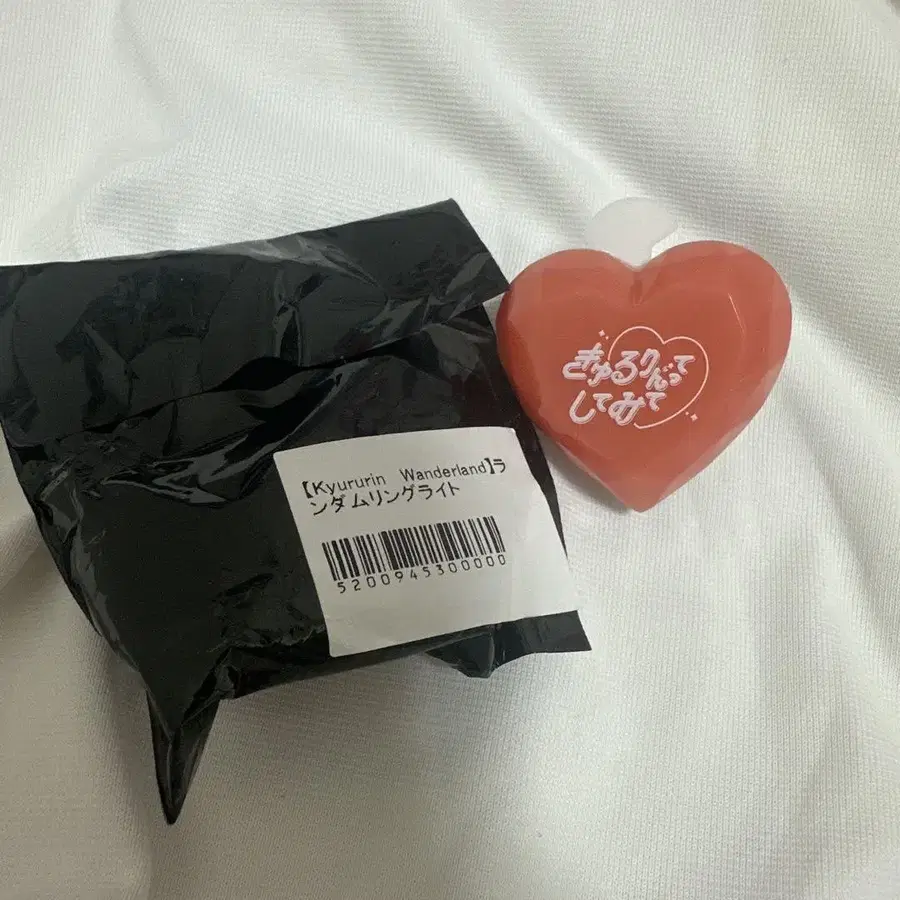 きゅるりんって
してみて
【Kyururin Wanderland】ラ
ンダムリングライト
5200945300000